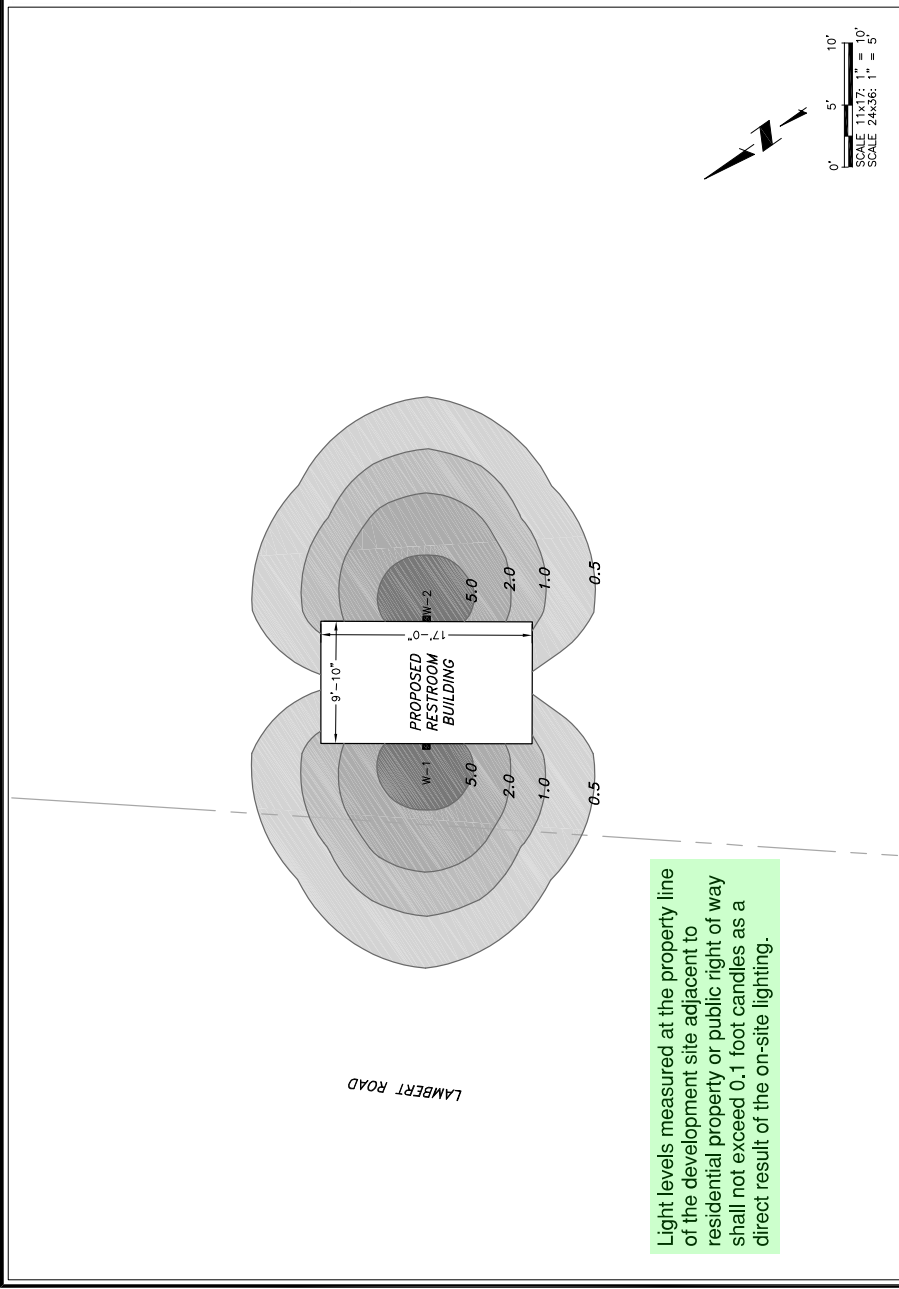 0' 5' 10'
SCALE 11x17: 1" = 10'
SCALE 24x36: 1" = 5'
9'-10"
17'-0"
PROPOSED
RESTROOM
BUILDING
W-2
5.0
2.0
1.0
0.5
W-1
5.0
2.0
1.0
0.5
LAMBERT ROAD
Light levels measured at the property line
of the development site adjacent to
residential property or public right of way
shall not exceed 0.1 foot candles as a
direct result of the on-site lighting.